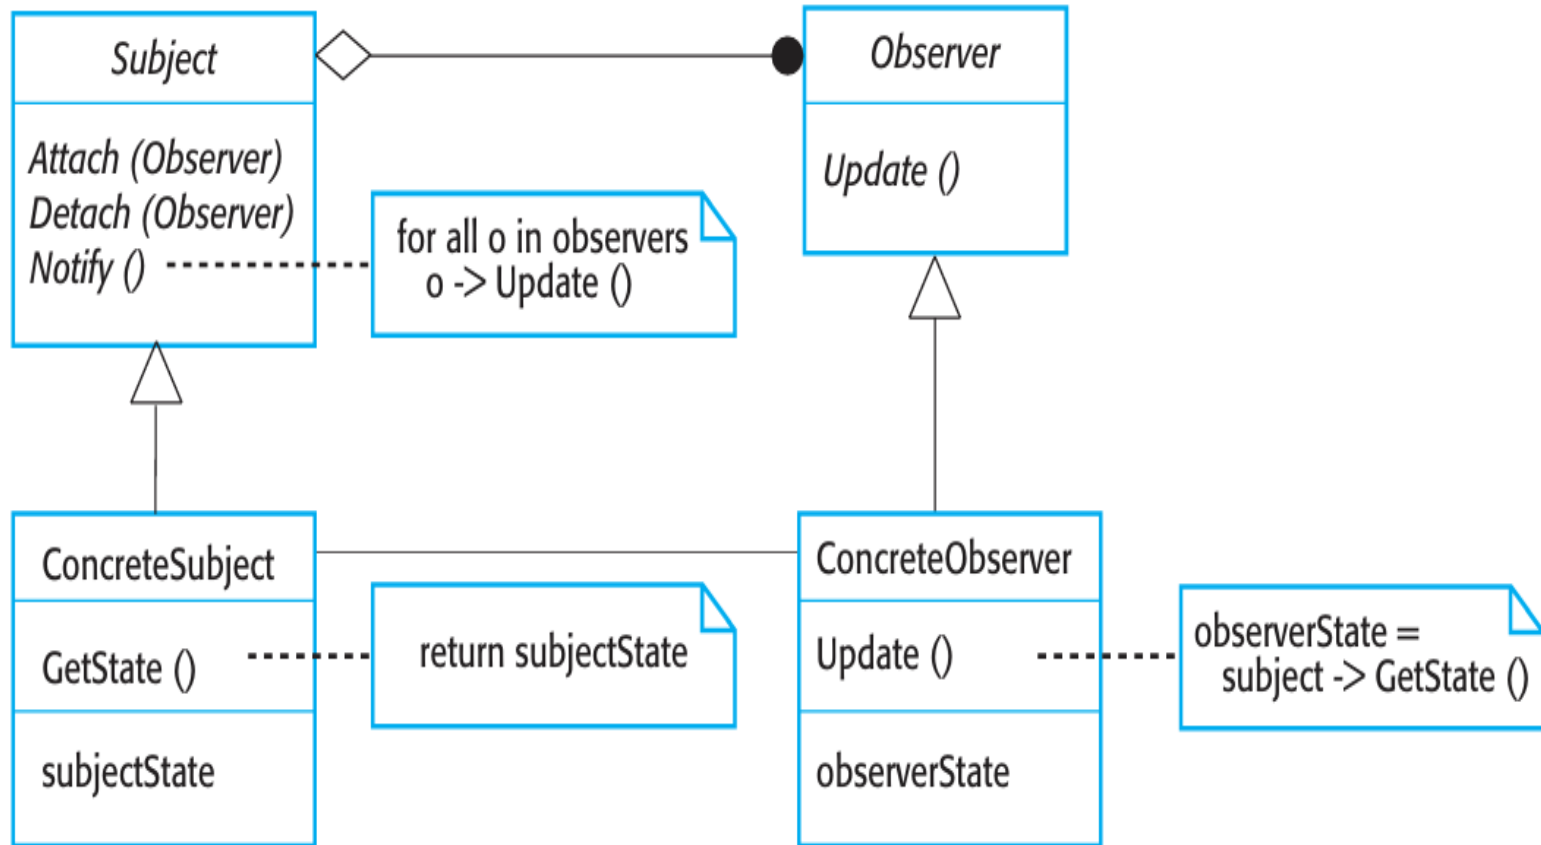 Subject
Attach (Observer)
Detach (Observer)
Notify ()
for all o in observers
o -> Update ()
Observer
Update ()
ConcreteSubject
GetState ()
subjectState
return subjectState
ConcreteObserver
Update ()
observerState
observerState =
subject -> GetState ()